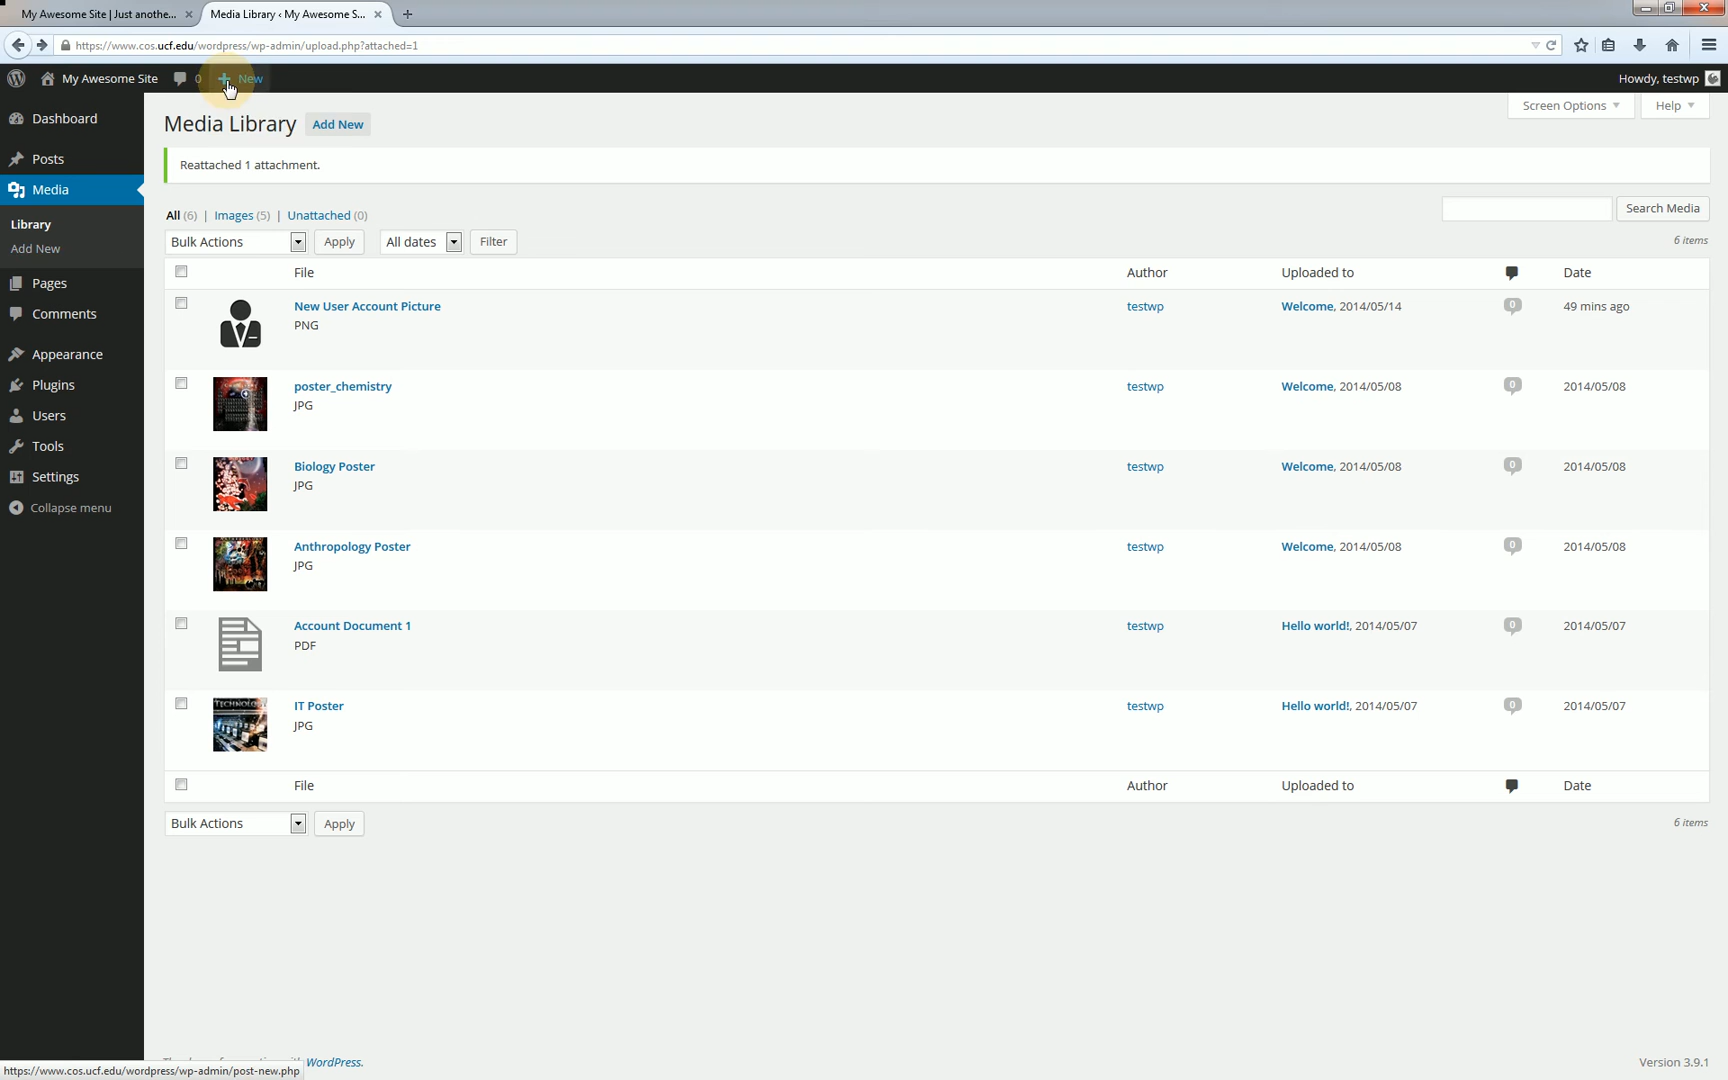 My Awesome Site | Just anothe...
Media Library ‹ My Awesome S...
https://www.cos.ucf.edu/wordpress/wp-admin/upload.php?attached=1
My Awesome Site 0 New Howdy, testwp
Dashboard
Posts
Media
Library
Add New
Pages
Comments
Appearance
Plugins
Users
Tools
Settings
Collapse menu
Screen Options Help
Media Library Add New
Reattached 1 attachment.
All (6) | Images (5) | Unattached (0)
Search Media
Bulk Actions Apply All dates Filter 6 items
File Author Uploaded to Date
New User Account Picture testwp Welcome, 2014/05/14 0 49 mins ago
PNG
poster_chemistry testwp Welcome, 2014/05/08 0 2014/05/08
JPG
Biology Poster testwp Welcome, 2014/05/08 0 2014/05/08
JPG
Anthropology Poster testwp Welcome, 2014/05/08 0 2014/05/08
JPG
Account Document 1 testwp Hello world!, 2014/05/07 0 2014/05/07
PDF
IT Poster testwp Hello world!, 2014/05/07 0 2014/05/07
JPG
TECHNOLOGY
File Author Uploaded to Date
Bulk Actions Apply 6 items
WordPress. Version 3.9.1
https://www.cos.ucf.edu/wordpress/wp-admin/post-new.php